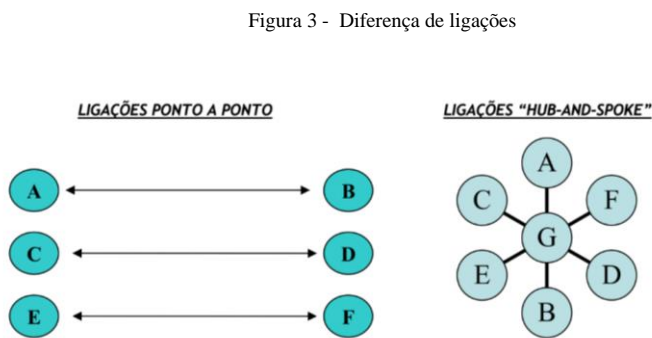 Figura 3 - Diferença de ligações
LIGAÇÕES PONTO A PONTO
A B
C D
E F
LIGAÇÕES “HUB-AND-SPOKE”
A
C F
G
E D
B